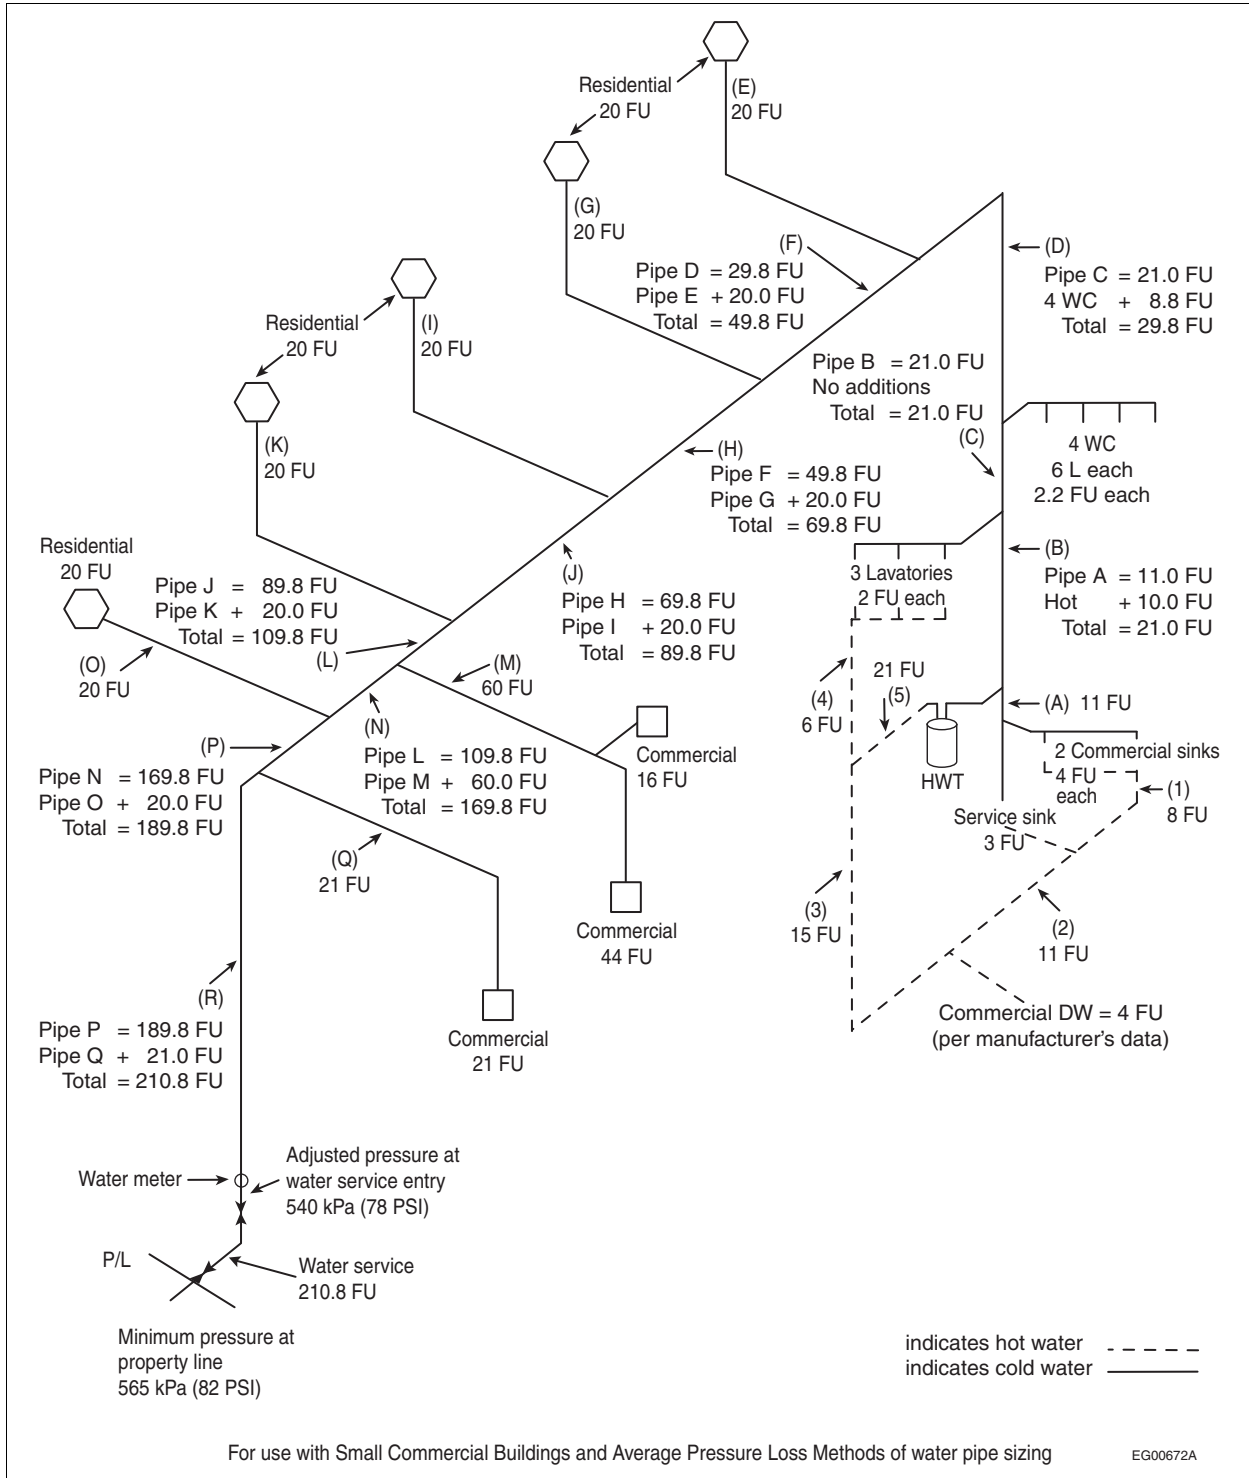 Residential
20 FU
(E)
20 FU
(G)
20 FU
(F)
Pipe D = 29.8 FU
Pipe E + 20.0 FU
Total = 49.8 FU
(D)
Pipe C = 21.0 FU
4 WC + 8.8 FU
Total = 29.8 FU
Residential
20 FU
(I)
20 FU
Pipe B = 21.0 FU
No additions
Total = 21.0 FU
(C)
4 WC
6 L each
2.2 FU each
(K)
20 FU
(H)
Pipe F = 49.8 FU
Pipe G + 20.0 FU
Total = 69.8 FU
Residential
20 FU
Pipe J = 89.8 FU
Pipe K + 20.0 FU
Total = 109.8 FU
(L)
(J)
Pipe H = 69.8 FU
Pipe I + 20.0 FU
Total = 89.8 FU
3 Lavatories
2 FU each
(B)
Pipe A = 11.0 FU
Hot + 10.0 FU
Total = 21.0 FU
(O)
20 FU
(M)
60 FU
(4)
6 FU
21 FU
(5)
(A) 11 FU
HWT
2 Commercial sinks
4 FU
each
(1)
8 FU
Service sink
3 FU
(P)
Pipe N = 169.8 FU
Pipe O + 20.0 FU
Total = 189.8 FU
(N)
Pipe L = 109.8 FU
Pipe M + 60.0 FU
Total = 169.8 FU
Commercial
16 FU
(Q)
21 FU
Commercial
44 FU
(3)
15 FU
(2)
11 FU
Commercial DW = 4 FU
(per manufacturer's data)
(R)
Pipe P = 189.8 FU
Pipe Q + 21.0 FU
Total = 210.8 FU
Commercial
21 FU
Water meter
Adjusted pressure at
water service entry
540 kPa (78 PSI)
P/L
Water service
210.8 FU
Minimum pressure at
property line
565 kPa (82 PSI)
indicates hot water
indicates cold water
For use with Small Commercial Buildings and Average Pressure Loss Methods of water pipe sizing
EG00672A